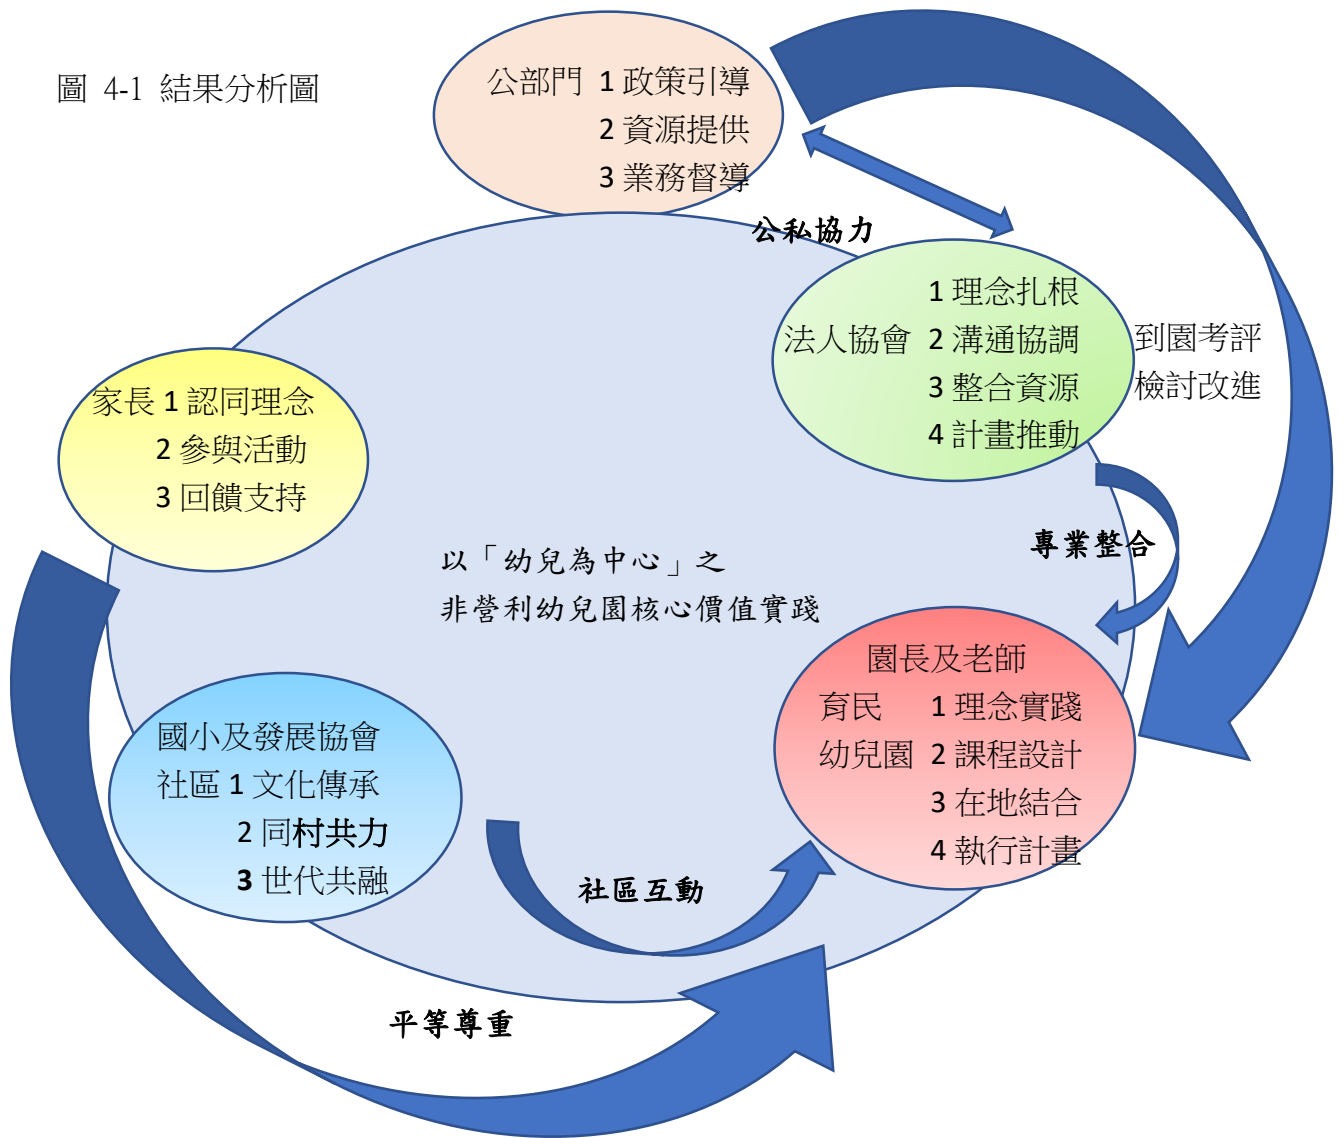 圖 4-1 結果分析圖
公部門 1 政策引導
2 資源提供
3 業務督導
公私協力
1 理念扎根
法人協會 2 溝通協調
3 整合資源
4 計畫推動
到園考評
檢討改進
家長 1 認同理念
2 參與活動
3 回饋支持
專業整合
以「幼兒為中心」之
非營利幼兒園核心價值實踐
園長及老師
育民 1 理念實踐
幼兒園 2 課程設計
3 在地結合
4 執行計畫
國小及發展協會
社區 1 文化傳承
2 同村共力
3 世代共融
社區互動
平等尊重